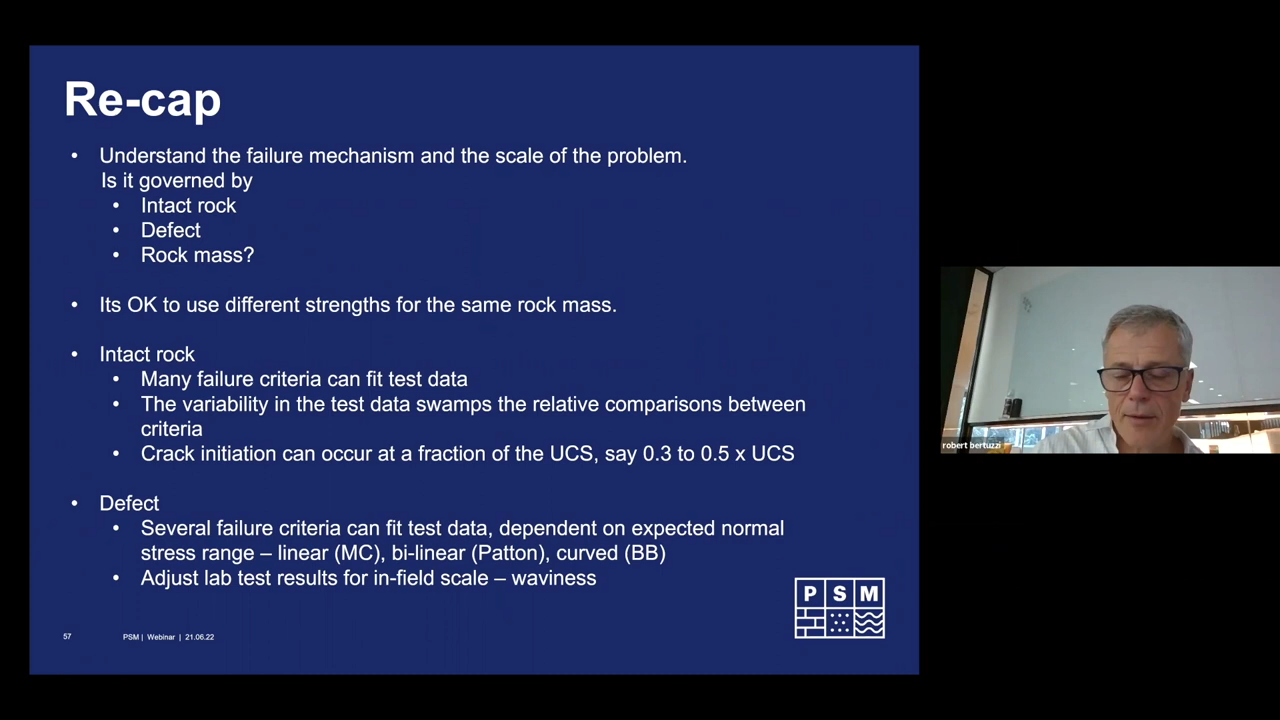 Re-cap
• Understand the failure mechanism and the scale of the problem.
Is it governed by
• Intact rock
• Defect
• Rock mass?
• Its OK to use different strengths for the same rock mass.
• Intact rock
• Many failure criteria can fit test data
• The variability in the test data swamps the relative comparisons between
criteria
• Crack initiation can occur at a fraction of the UCS, say 0.3 to 0.5 x UCS
• Defect
• Several failure criteria can fit test data, dependent on expected normal
stress range – linear (MC), bi-linear (Patton), curved (BB)
• Adjust lab test results for in-field scale – waviness
57 PSM | Webinar | 21.06.22
PSM
robert bertuzzi